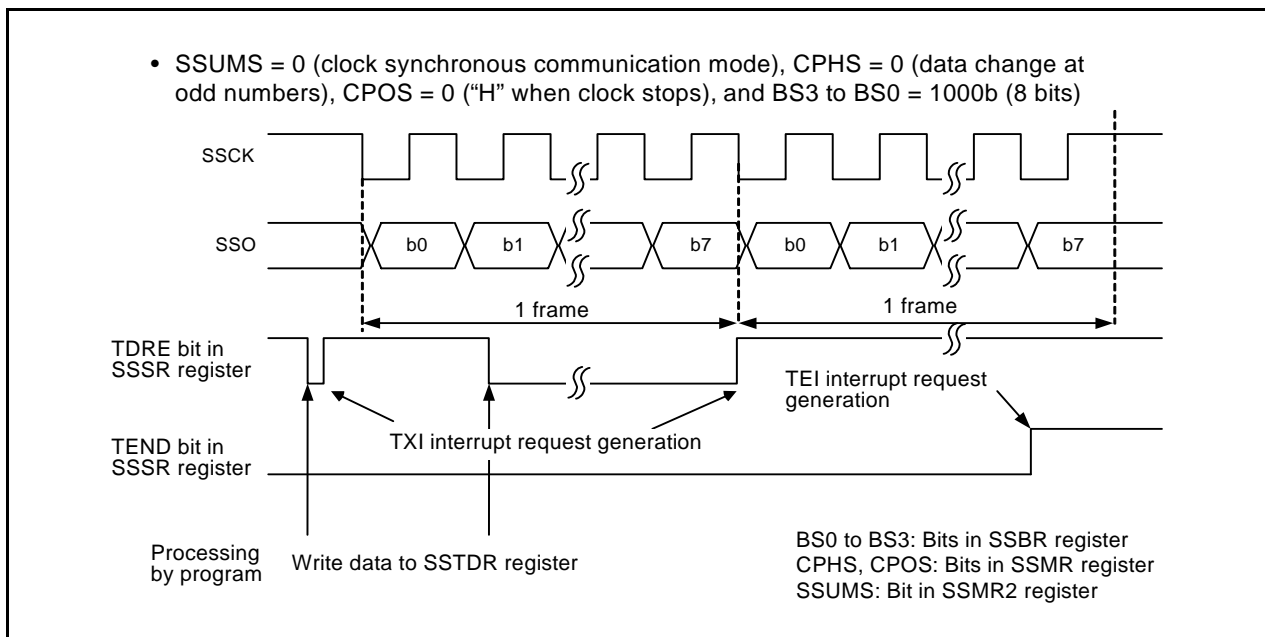 • SSUMS = 0 (clock synchronous communication mode), CPHS = 0 (data change at
odd numbers), CPOS = 0 (“H” when clock stops), and BS3 to BS0 = 1000b (8 bits)
SSCK
SSO
b0
b1
b7
b0
b1
b7
1 frame
1 frame
TDRE bit in
SSSR register
TEI interrupt request
generation
TXI interrupt request generation
TEND bit in
SSSR register
Processing
by program
Write data to SSTDR register
BS0 to BS3: Bits in SSBR register
CPHS, CPOS: Bits in SSMR register
SSUMS: Bit in SSMR2 register